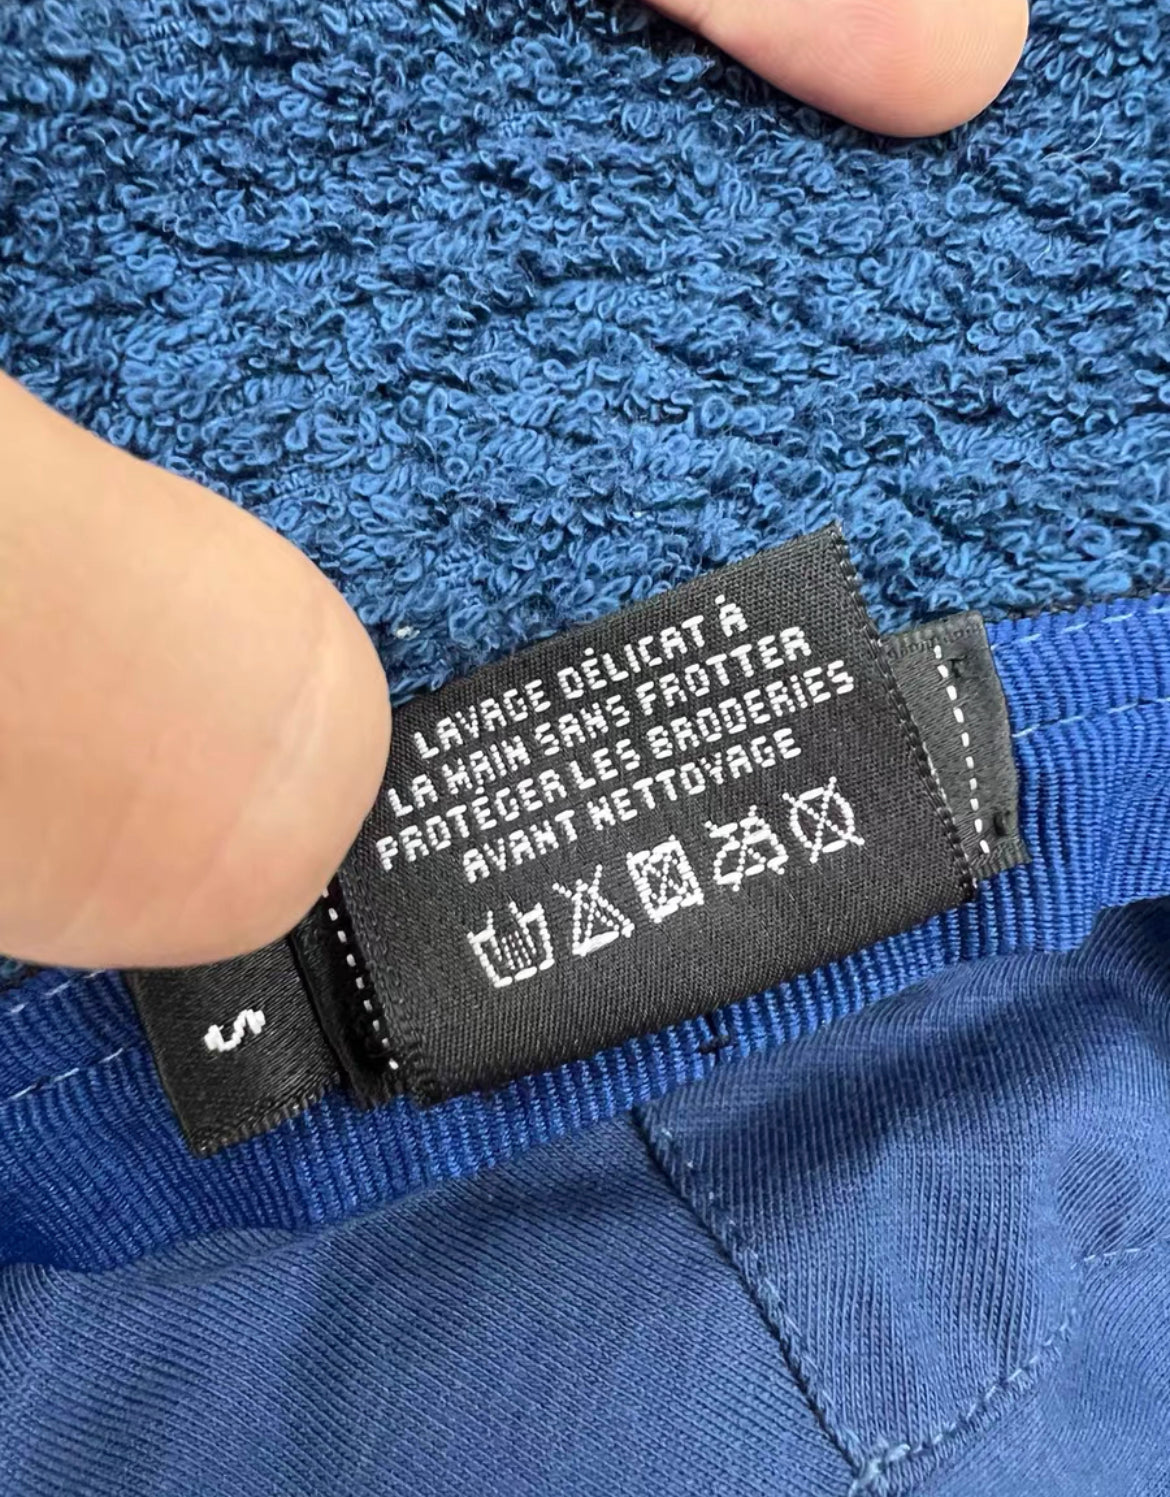 LAVAGE DÉLICAT À
LA MAIN SANS FROTTER
PROTÉGER LES BRODERIES
AVANT NETTOYAGE
S